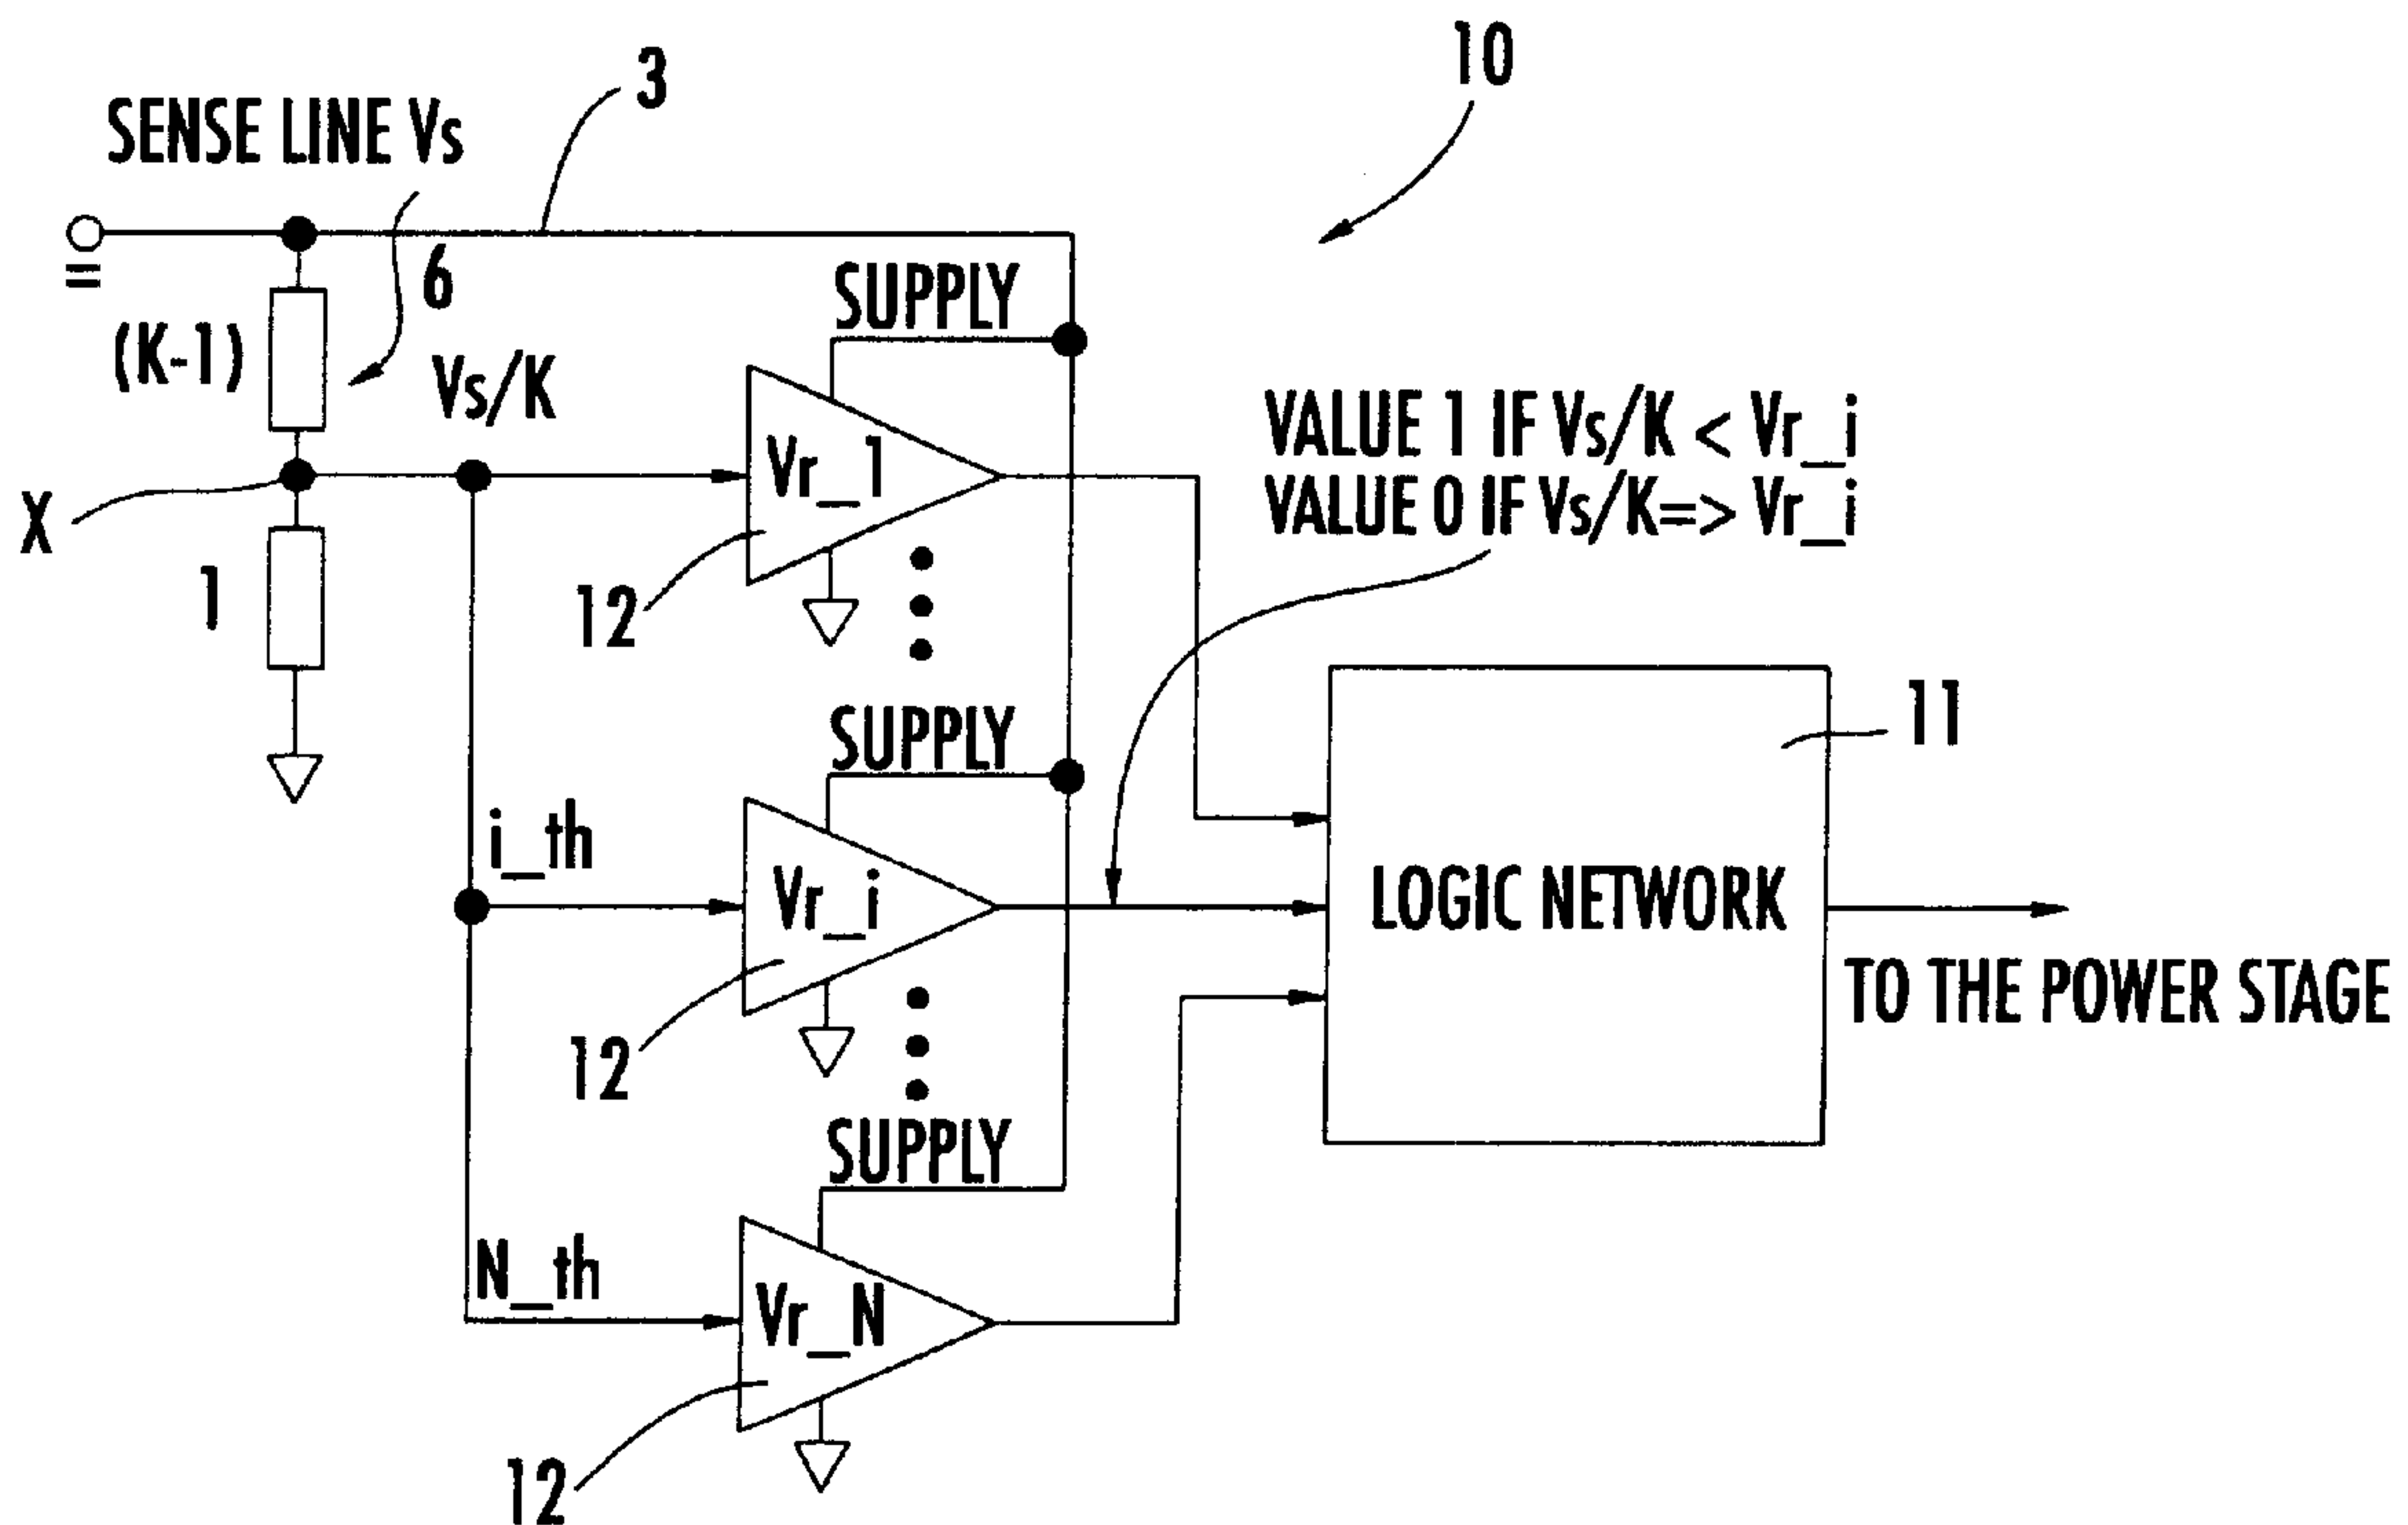 10
3
SENSE LINE Vs
=
6
SUPPLY
(K-1)
Vs/K
VALUE 1 IF Vs/K < Vr_i
VALUE 0 IF Vs/K=> Vr_i
Vr_1
X
1
12
SUPPLY
11
i_th
Vr_i
LOGIC NETWORK
TO THE POWER STAGE
12
SUPPLY
N_th
Vr_N
12